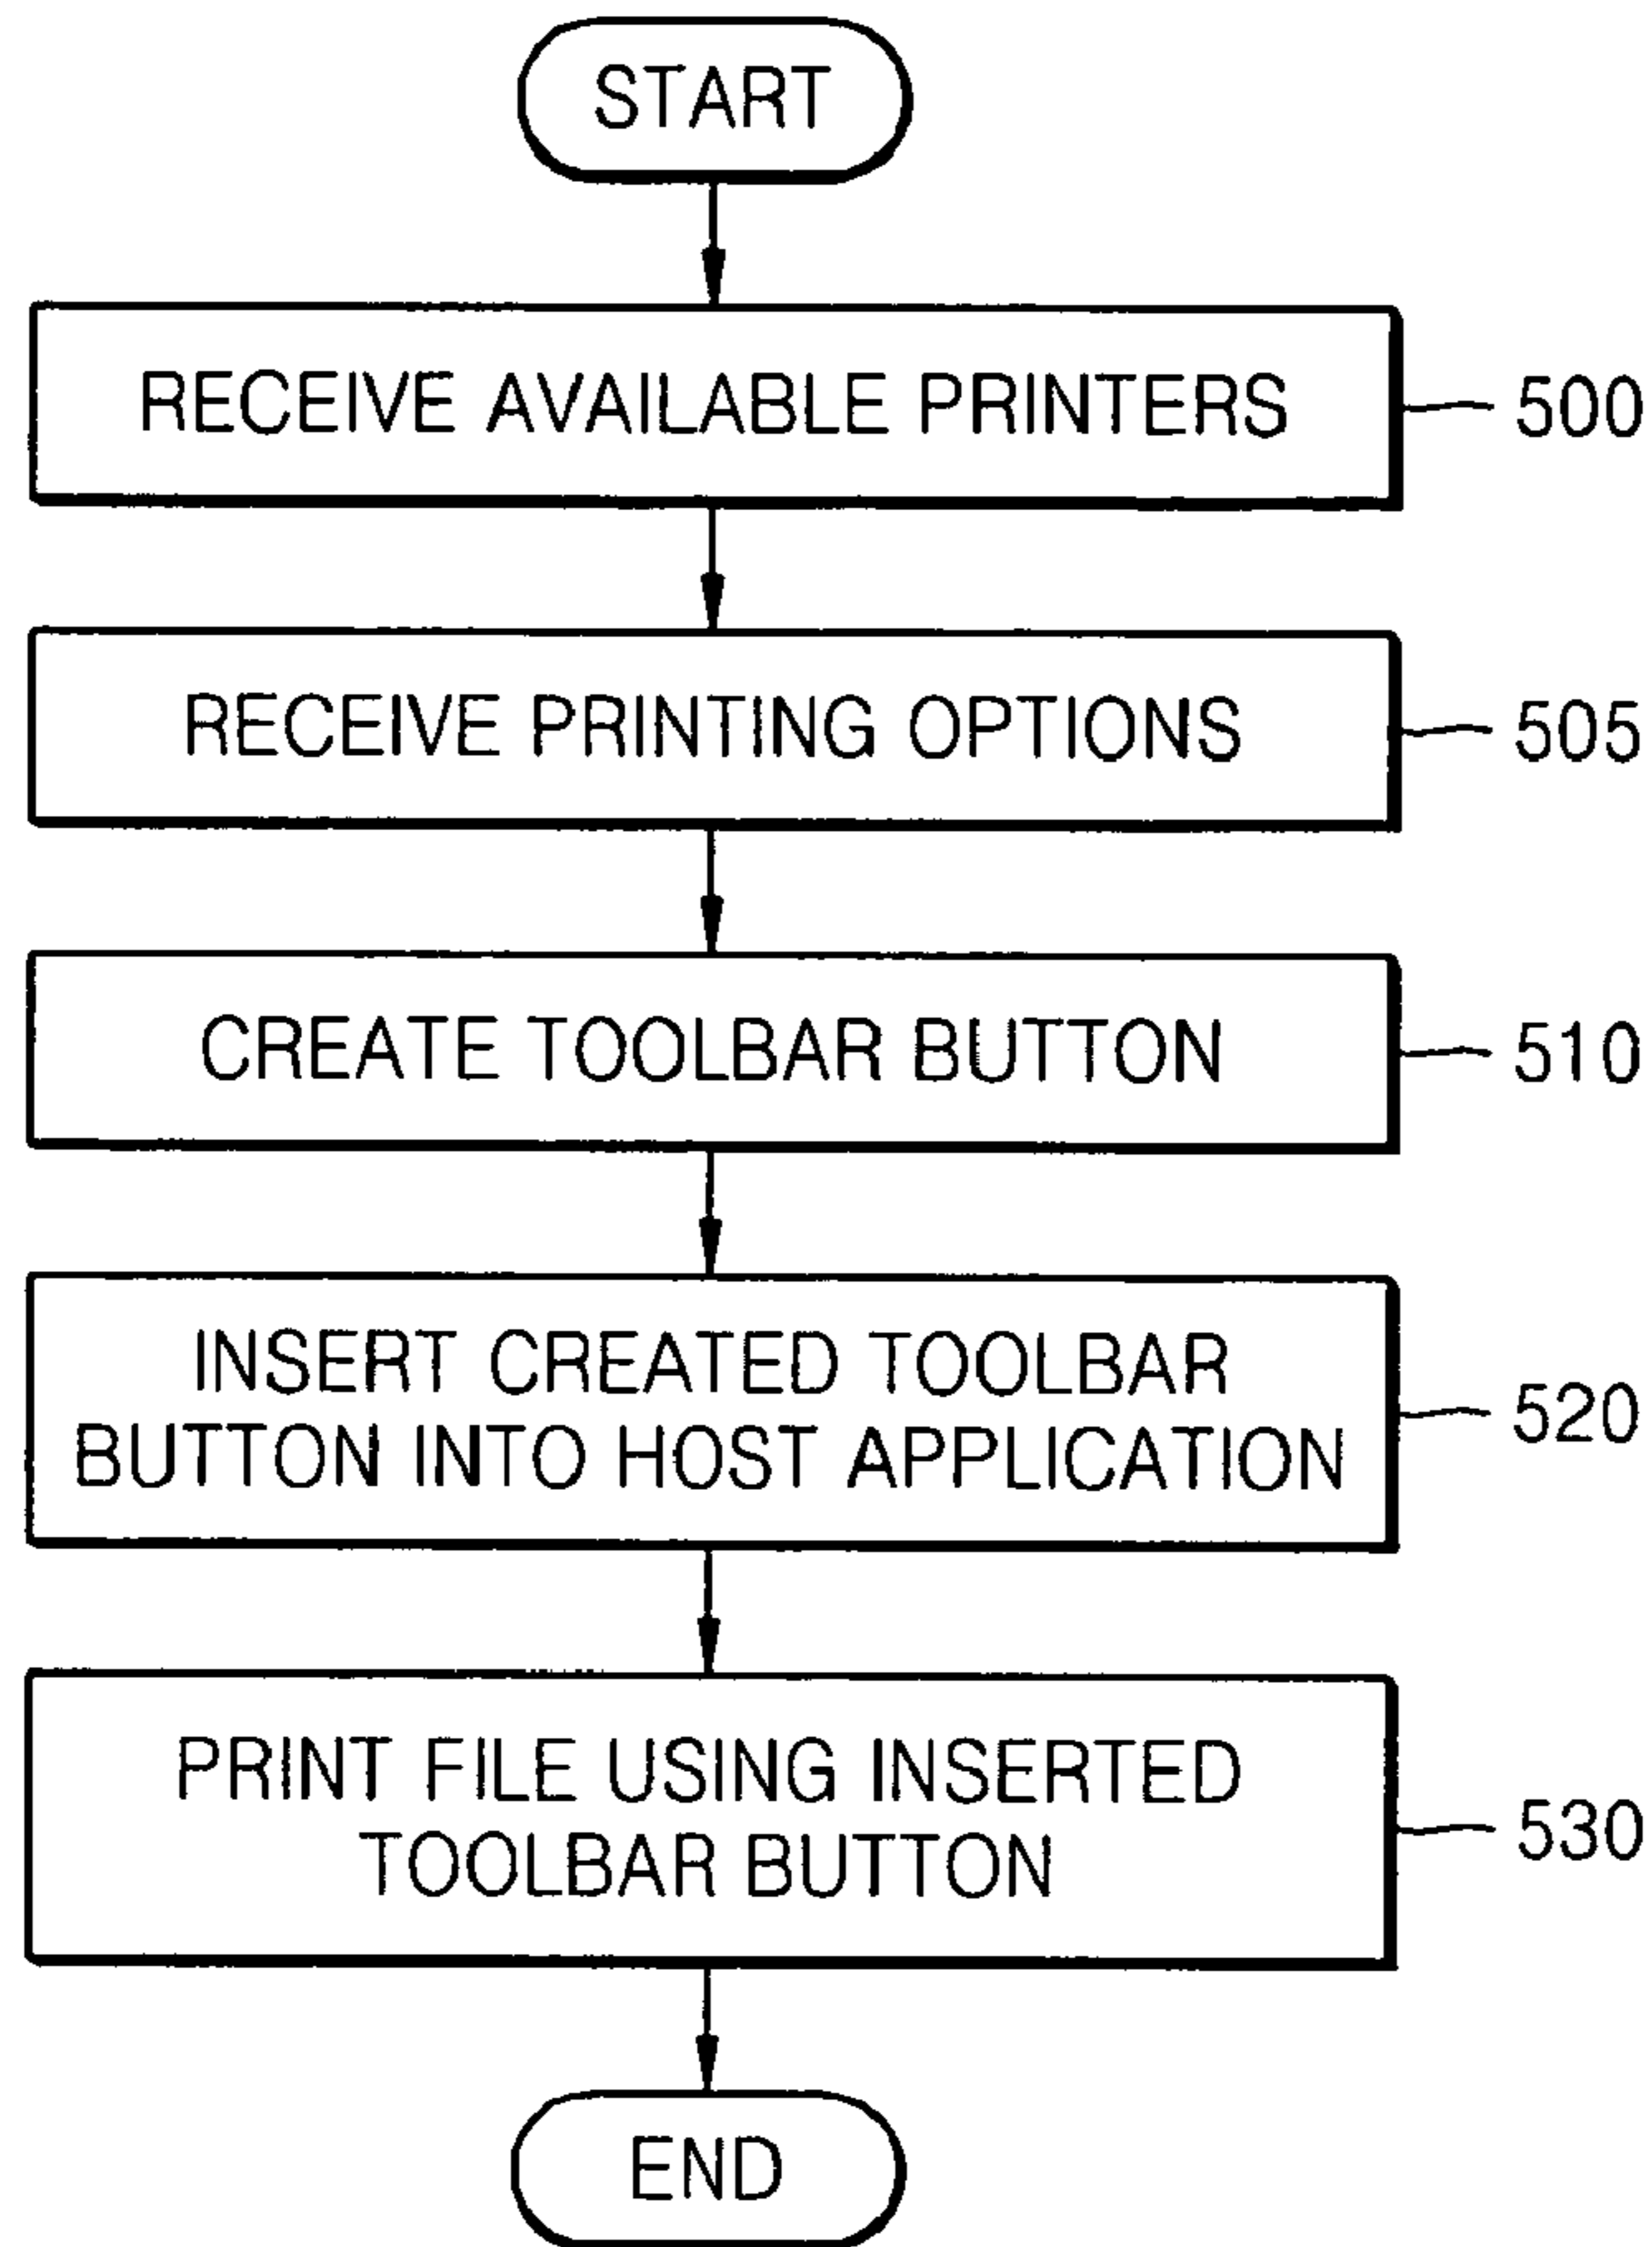 START
RECEIVE AVAILABLE PRINTERS
500
RECEIVE PRINTING OPTIONS
505
CREATE TOOLBAR BUTTON
510
INSERT CREATED TOOLBAR
BUTTON INTO HOST APPLICATION
520
PRINT FILE USING INSERTED
TOOLBAR BUTTON
530
END